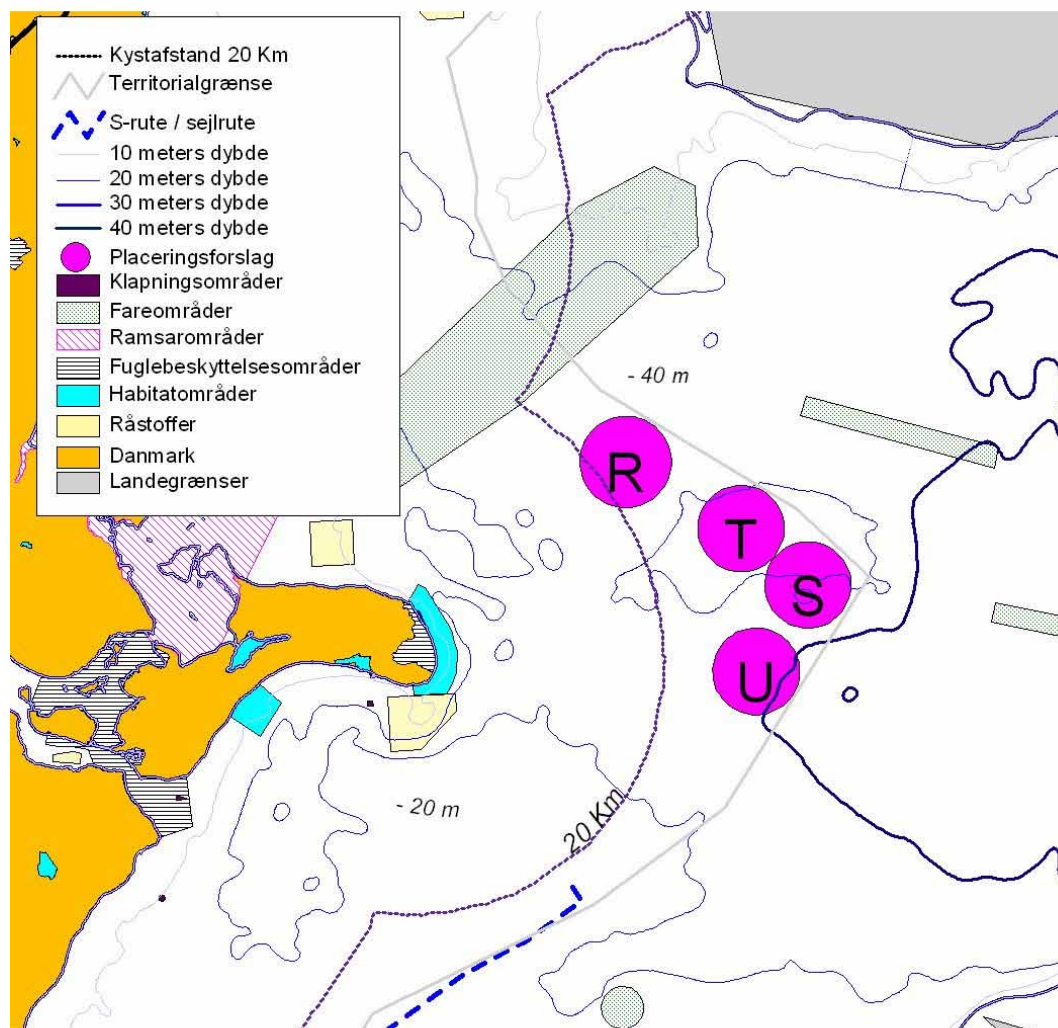 Kystafstand 20 Km
Territorialgrænse
S-rute / sejlrute
10 meters dybde
20 meters dybde
30 meters dybde
40 meters dybde
Placeringsforslag
Klapningsområder
Fareområder
Ramsarområder
Fuglebeskyttelsesområder
Habitatområder
Råstoffer
Danmark
Landegrænser
- 40 m
R
T
S
U
- 20 m
20 Km